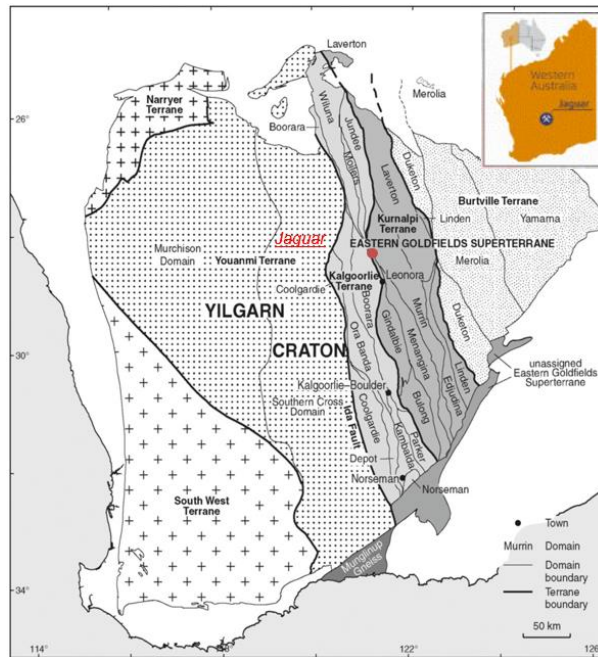 Laverton
Western
Australia
Jaguar
Narryer
Terrane
Merolia
26°
Wiluna
Jundee
Boorara
Moilers
Duketon
Laverton
Burtville Terrane
Kurnalpi
Terrane
Linden
Yamarna
EASTERN GOLDFIELDS SUPERTERRANE
Jaguar
Murchison
Domain
Youanmi Terrane
Merolia
Kalgoorlie
Terrane
Leonora
Coolgardie
YILGARN
Boorara
Gindalbie
Murrin
Menangina
Duketon
Ora Banda
30°
CRATON
unassigned
Eastern Goldfields
Superterrane
Linden
Edjudina
Kalgoorlie-Boulder
Southern Cross
Domain
Bulong
Ida Fault
Coolgardie
Parker
Kambalda
Depot
Norseman
Norseman
South West
Terrane
Town
Murrin Domain
Domain
boundary
Terrane
boundary
Munglinup
Gneiss
34°
50 km
114°
122°
126